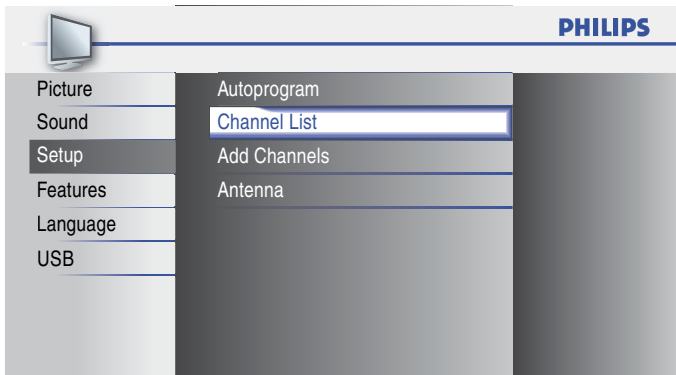 PHILIPS
Picture
Sound
Setup
Features
Language
USB
Autoprogram
Channel List
Add Channels
Antenna